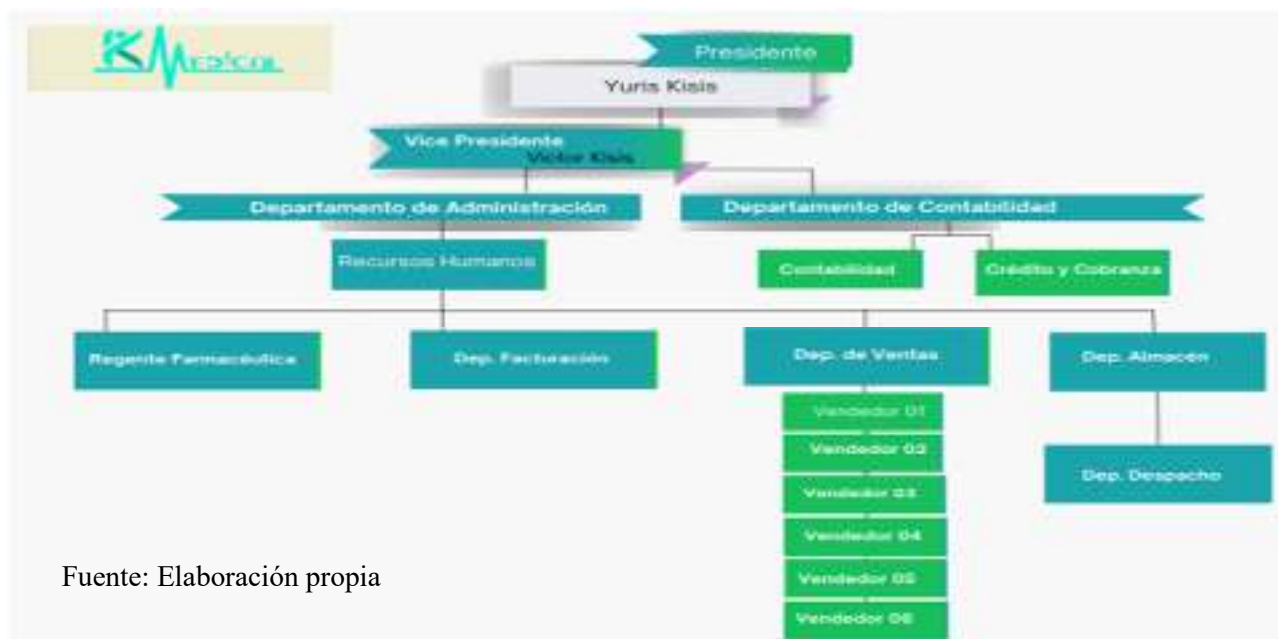 K Medical
Presidente
Yuris Kisis
Vice Presidente
Victor Kisis
Departamento de Administración
Departamento de Contabilidad
Recursos Humanos
Contabilidad
Crédito y Cobranza
Regente Farmacéutica
Dep. Facturación
Dep. de Ventas
Dep. Almacén
Vendedor 01
Vendedor 02
Vendedor 03
Vendedor 04
Vendedor 05
Vendedor 06
Dep. Despacho
Fuente: Elaboración propia